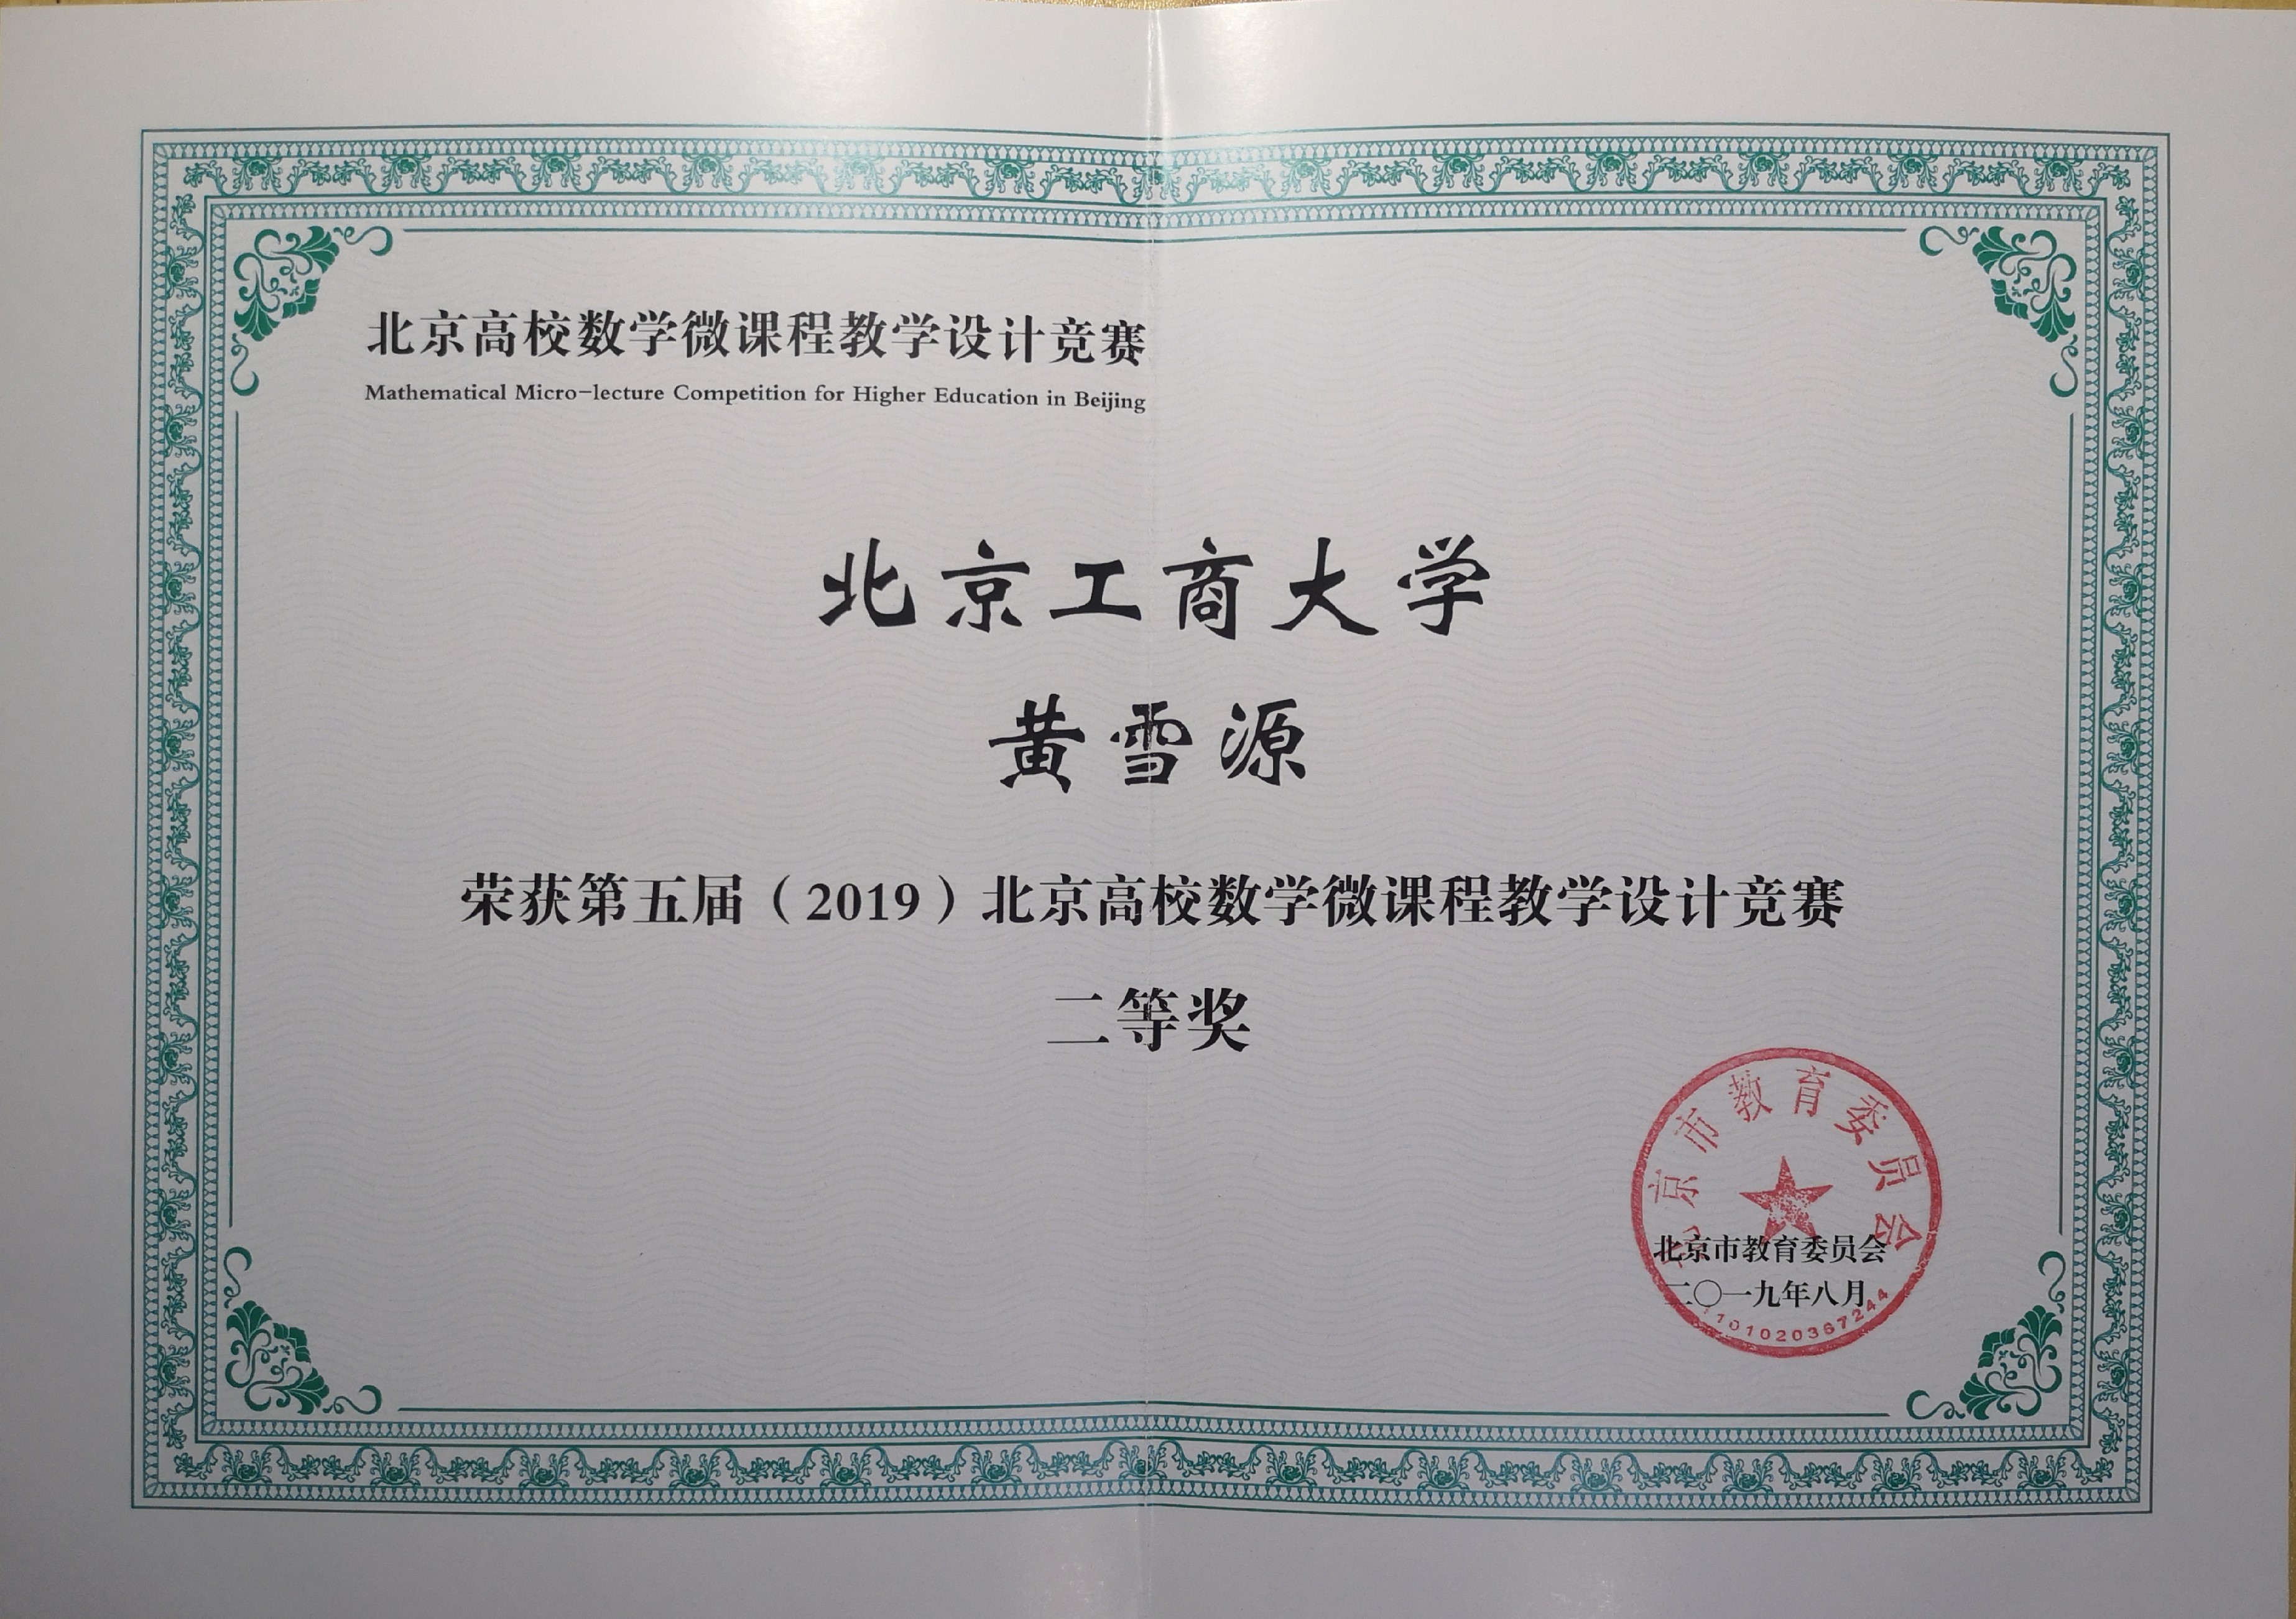 北京高校数学微课程教学设计竞赛
Mathematical Micro-lecture Competition for Higher Education in Beijing
北京工商大学
黄雪源
荣获第五届（2019）北京高校数学微课程教学设计竞赛
二等奖
北京市教育委员会
北京市教育委员会
二〇一九年八月
1101020367244